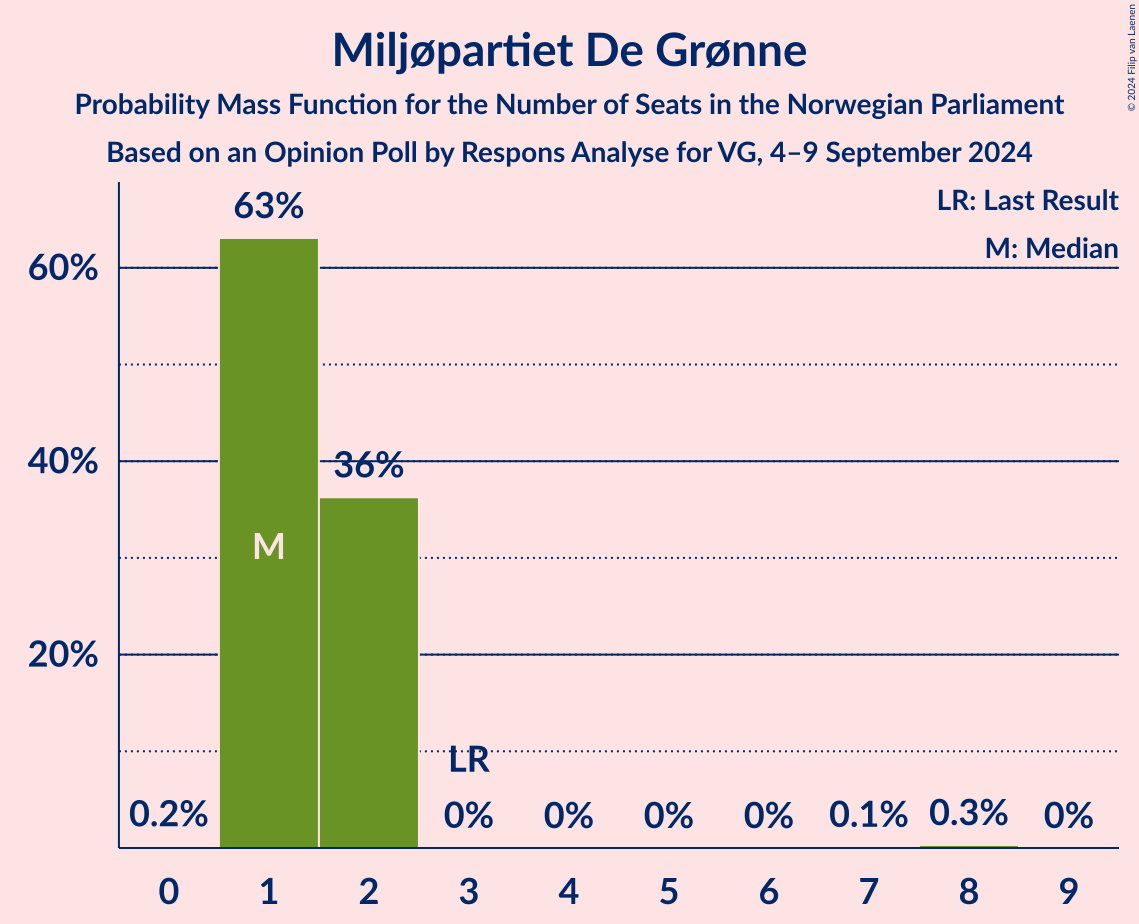 Miljøpartiet De Grønne
Probability Mass Function for the Number of Seats in the Norwegian Parliament
Based on an Opinion Poll by Respons Analyse for VG, 4–9 September 2024
© 2024 Filip van Laenen
LR: Last Result
M: Median
63%
60%
40%
36%
M
20%
LR
0.2% 0% 0% 0% 0% 0.1% 0.3% 0%
0 1 2 3 4 5 6 7 8 9